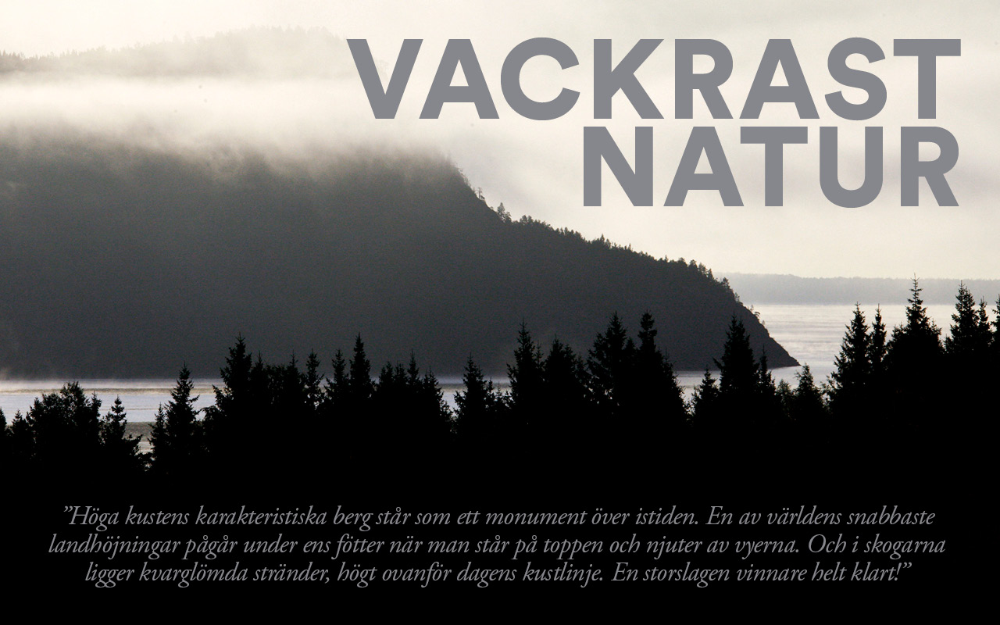 VACKRAST
NATUR
”Höga kustens karakteristiska berg står som ett monument över istiden. En av världens snabbaste
landhöjningar pågår under ens fötter när man står på toppen och njuter av vyerna. Och i skogarna
ligger kvarglömda stränder, högt ovanför dagens kustlinje. En storslagen vinnare helt klart!”